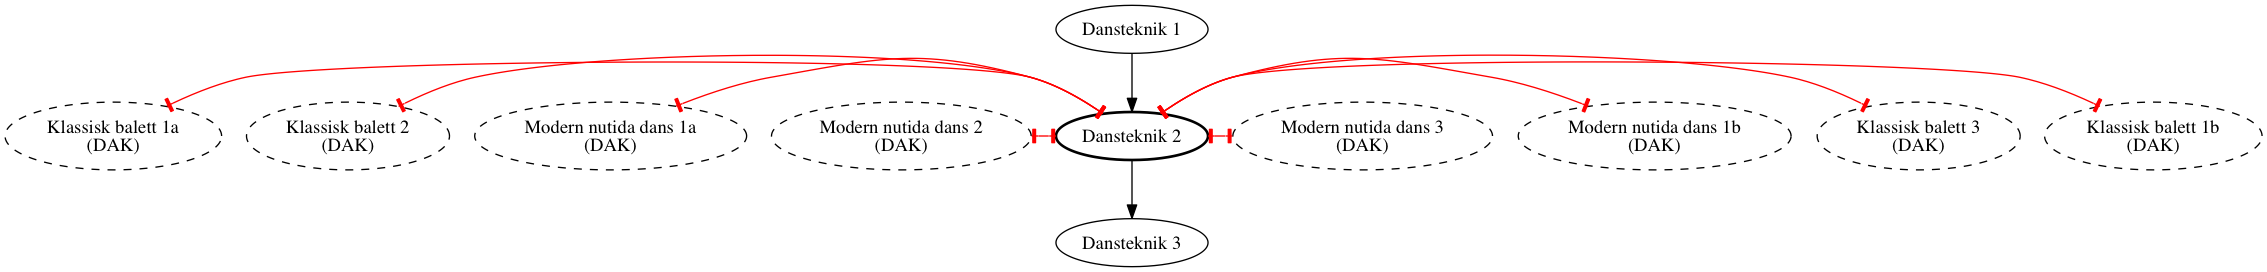 Dansteknik 1
Klassisk balett 1a
(DAK)
Klassisk balett 2
(DAK)
Modern nutida dans 1a
(DAK)
Modern nutida dans 2
(DAK)
Dansteknik 2
Modern nutida dans 3
(DAK)
Modern nutida dans 1b
(DAK)
Klassisk balett 3
(DAK)
Klassisk balett 1b
(DAK)
Dansteknik 3